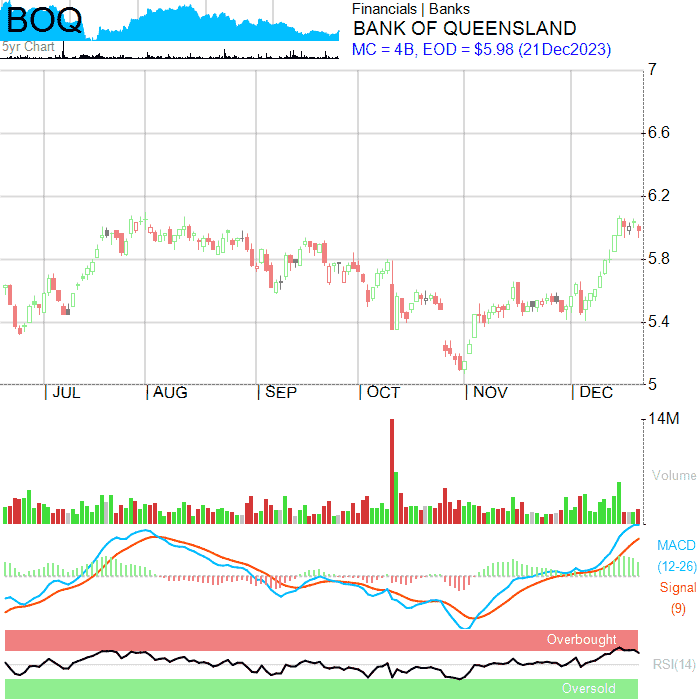 BOQ
5yr Chart
Financials | Banks
BANK OF QUEENSLAND
MC = 4B, EOD = $5.98 (21Dec2023)
7
6.6
6.2
5.8
5.4
5
JUL AUG SEP OCT NOV DEC
14M
Volume
MACD
(12-26)
Signal
(9)
Overbought
RSI(14)
Oversold